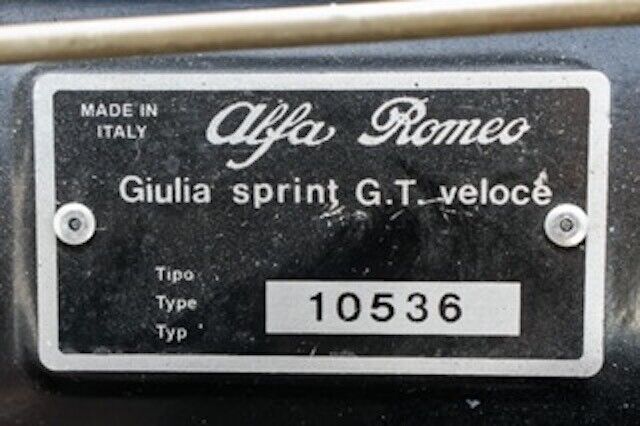 MADE IN
ITALY
Alfa Romeo
Giulia sprint G.T. veloce
Tipo
Type
Typ
10536